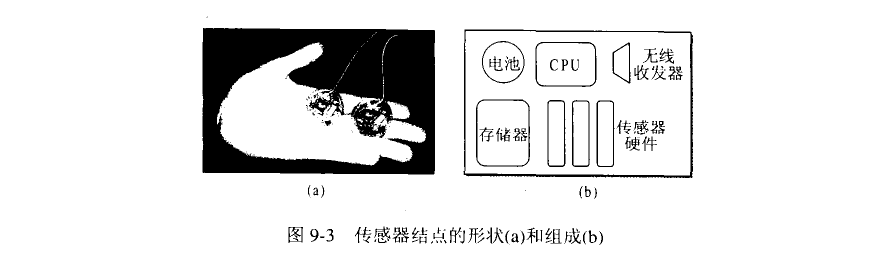 电池
CPU
无线
收发器
存储器
传感器
硬件
(a)
(b)
图 9-3 传感器结点的形状(a)和组成(b)